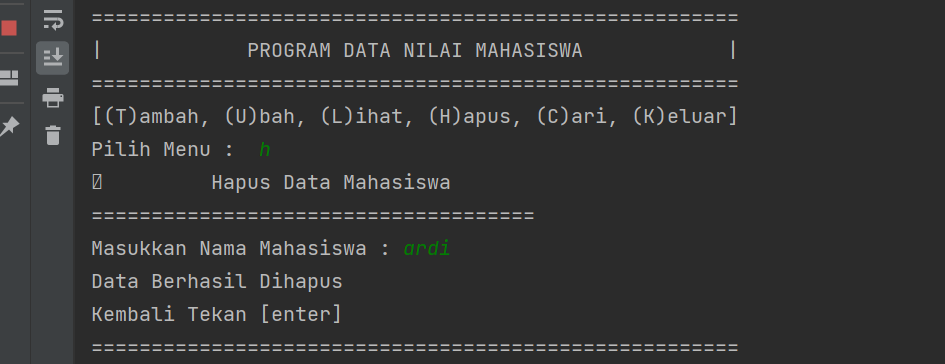 ======================================================
|            PROGRAM DATA NILAI MAHASISWA            |
======================================================
[(T)ambah, (U)bah, (L)ihat, (H)apus, (C)ari, (K)eluar]
Pilih Menu :  h
          Hapus Data Mahasiswa
=====================================
Masukkan Nama Mahasiswa : ardi
Data Berhasil Dihapus
Kembali Tekan [enter]
======================================================